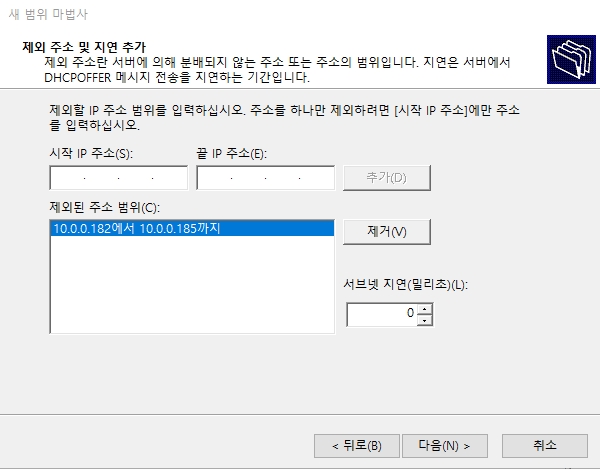 새 범위 마법사
제외 주소 및 지연 추가
제외 주소란 서버에 의해 분배되지 않는 주소 또는 주소의 범위입니다. 지연은 서버에서
DHCPOFFER 메시지 전송을 지연하는 기간입니다.
제외할 IP 주소 범위를 입력하십시오. 주소를 하나만 제외하려면 [시작 IP 주소]에만 주소
를 입력하십시오.
시작 IP 주소(S):
끝 IP 주소(E):
추가(D)
제외된 주소 범위(C):
10.0.0.182에서 10.0.0.185까지
제거(V)
서브넷 지연(밀리초)(L):
0
< 뒤로(B)
다음(N) >
취소